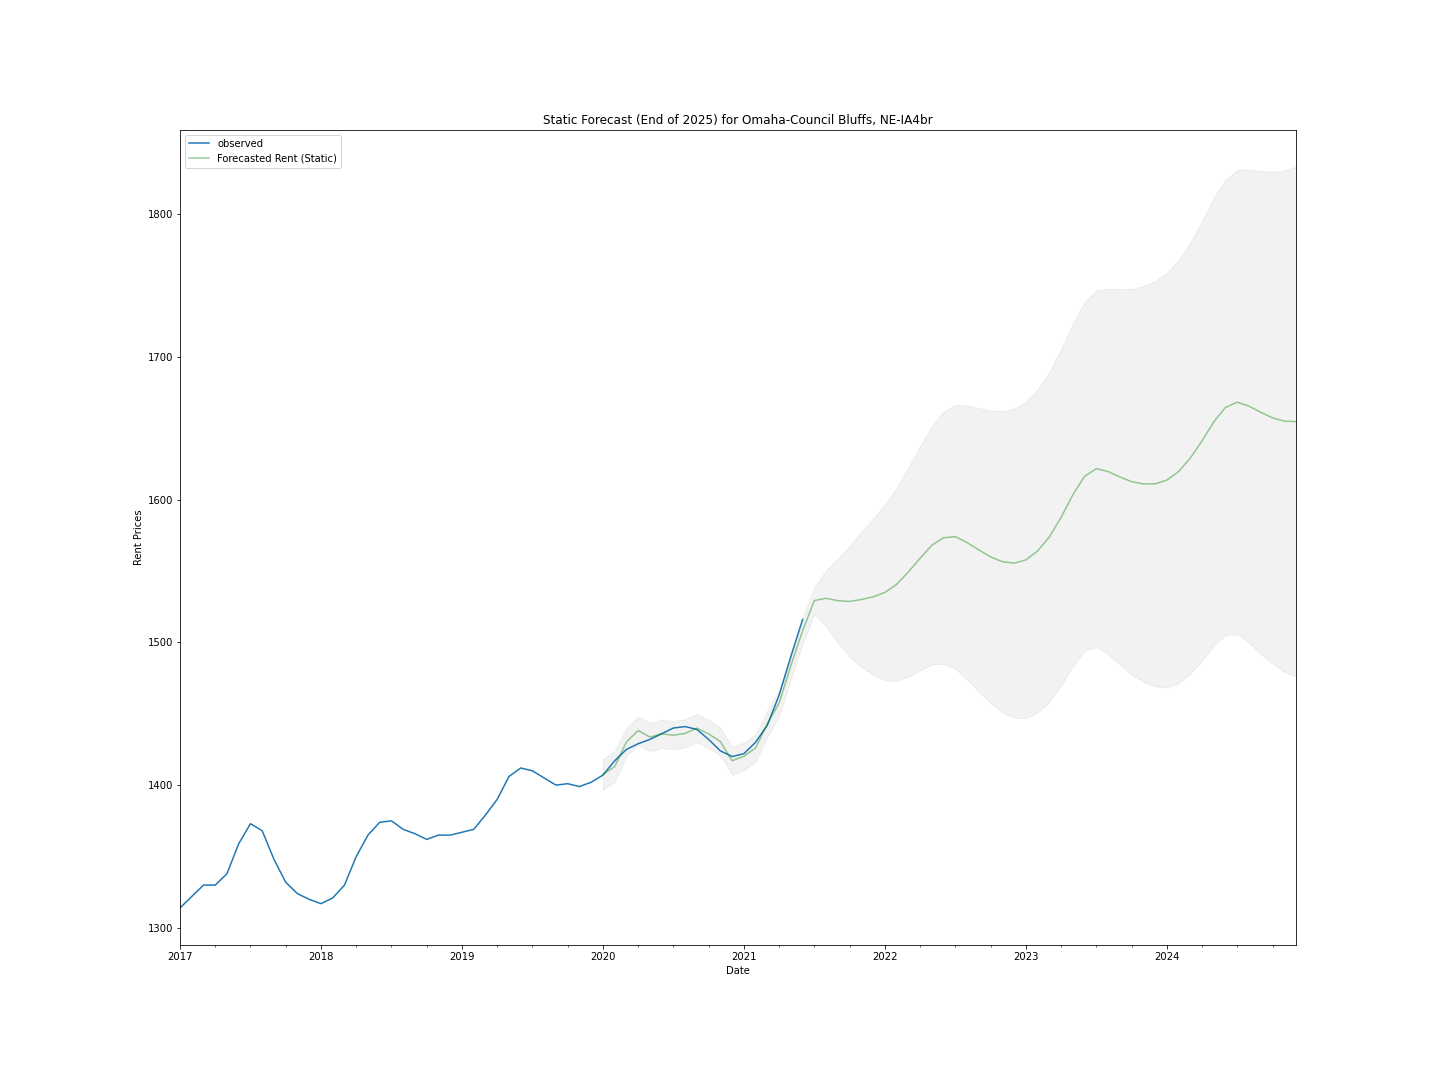 Static Forecast (End of 2025) for Omaha-Council Bluffs, NE-IA4br
observed
Forecasted Rent (Static)
1800
1700
1600
1500
1400
1300
Rent Prices
2017 2018 2019 2020 2021 2022 2023 2024
Date